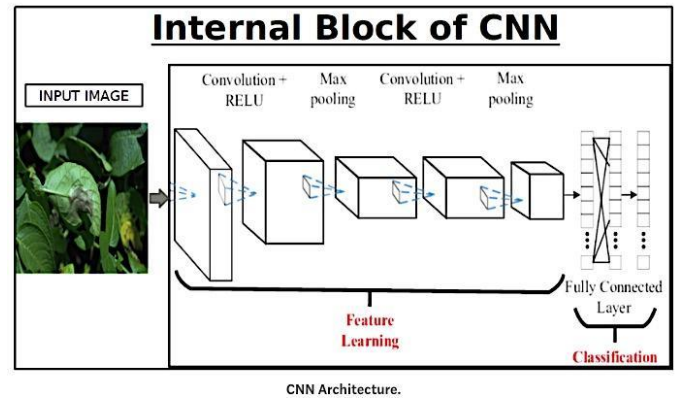 Internal Block of CNN
INPUT IMAGE
Convolution +
RELU
Max
pooling
Convolution +
RELU
Max
pooling
Fully Connected
Layer
Feature
Learning
Classification
CNN Architecture.